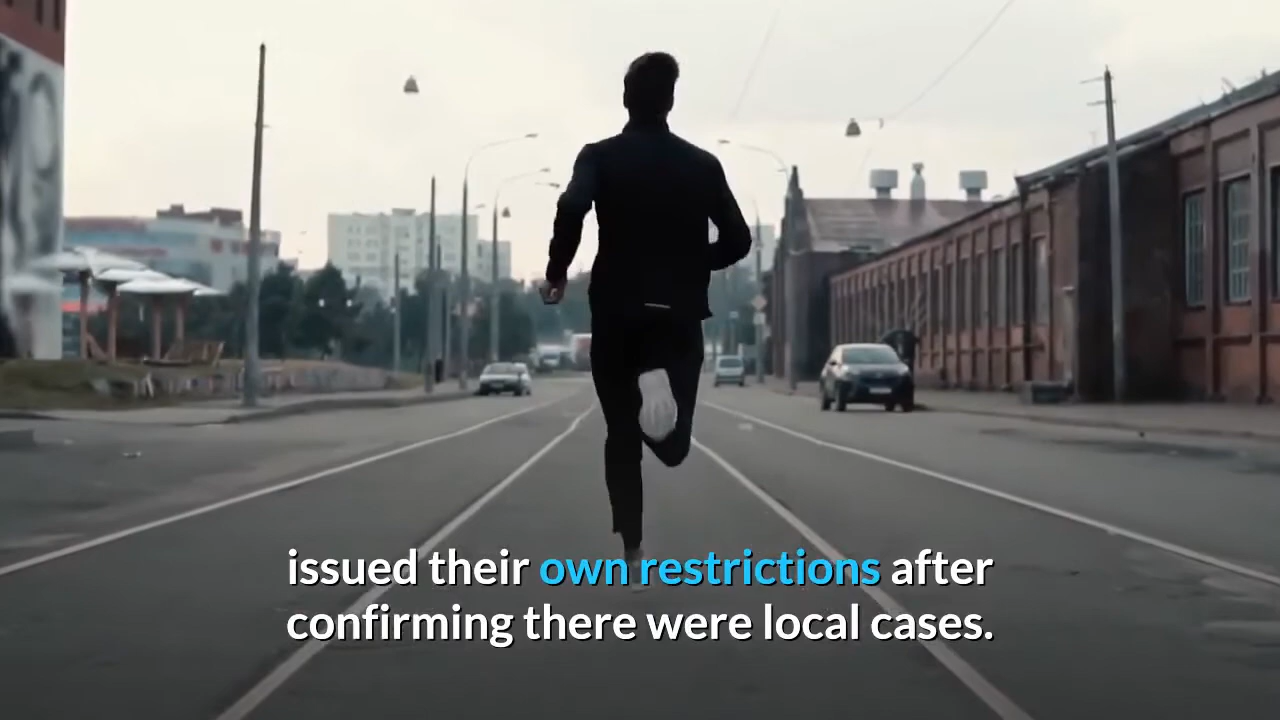 issued their own restrictions after
confirming there were local cases.